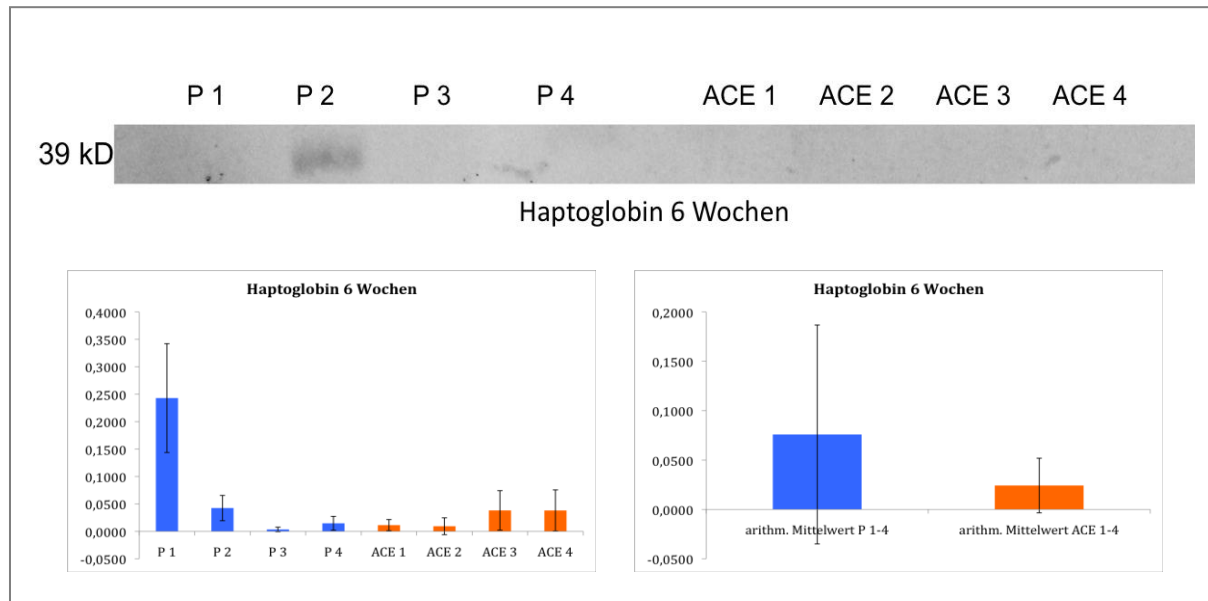 P 1 P 2 P 3 P 4 ACE 1 ACE 2 ACE 3 ACE 4
39 kD
Haptoglobin 6 Wochen
Haptoglobin 6 Wochen
0,4000
0,3500
0,3000
0,2500
0,2000
0,1500
0,1000
0,0500
0,0000
-0,0500
P 1 P 2 P 3 P 4 ACE 1 ACE 2 ACE 3 ACE 4
Haptoglobin 6 Wochen
0,2000
0,1500
0,1000
0,0500
0,0000
-0,0500
arithm. Mittelwert P 1-4 arithm. Mittelwert ACE 1-4